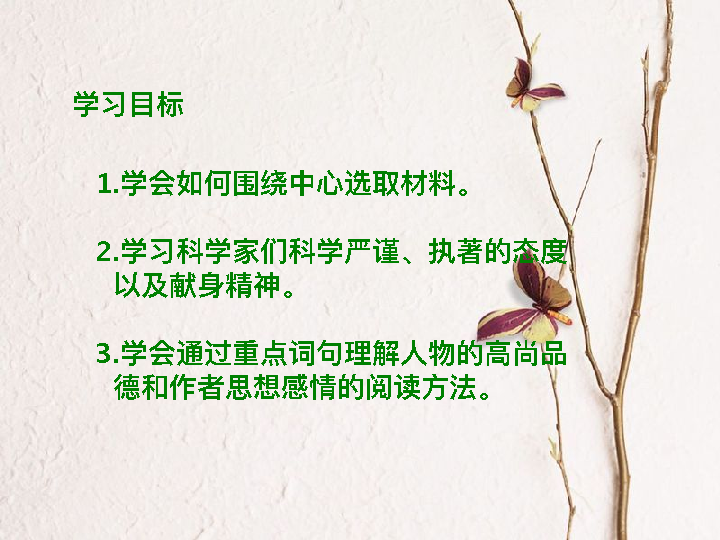 学习目标
1.学会如何围绕中心选取材料。
2.学习科学家们科学严谨、执著的态度
以及献身精神。
3.学会通过重点词句理解人物的高尚品
德和作者思想感情的阅读方法。